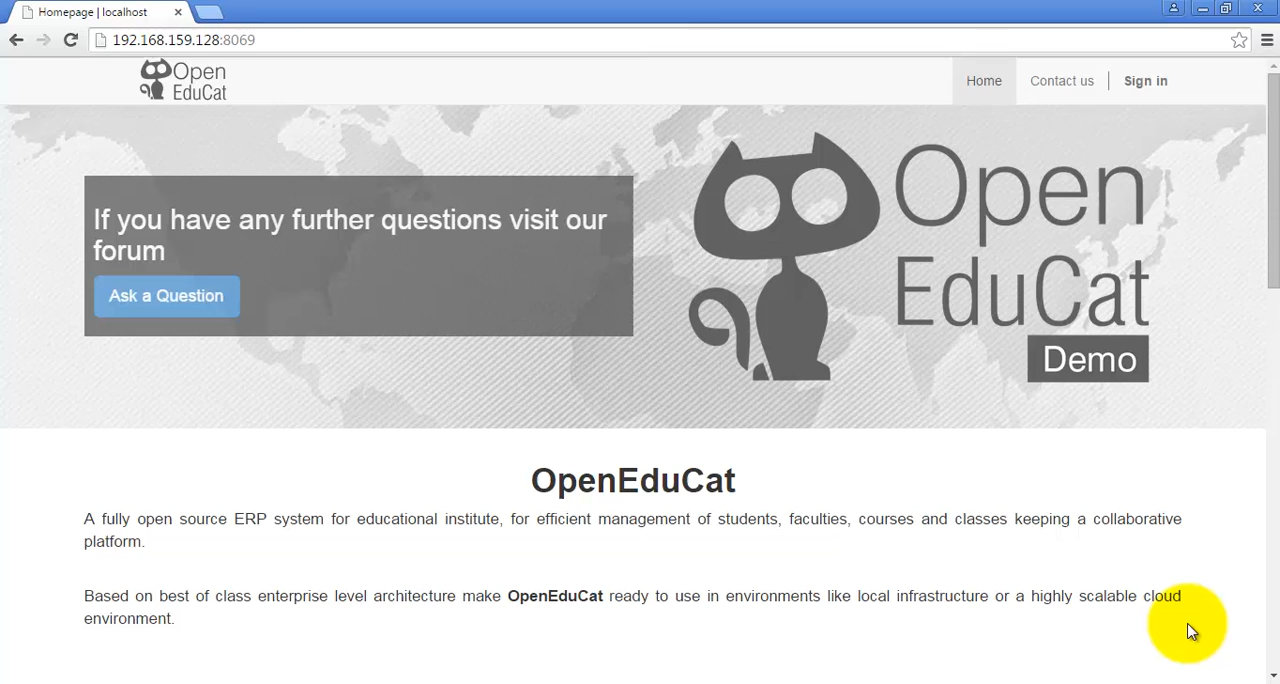 Homepage | localhost
192.168.159.128:8069
Open
EduCat
Home
Contact us
Sign in
If you have any further questions visit our
forum
Ask a Question
Open
EduCat
Demo
OpenEduCat
A fully open source ERP system for educational institute, for efficient management of students, faculties, courses and classes keeping a collaborative
platform.
Based on best of class enterprise level architecture make OpenEduCat ready to use in environments like local infrastructure or a highly scalable cloud
environment.